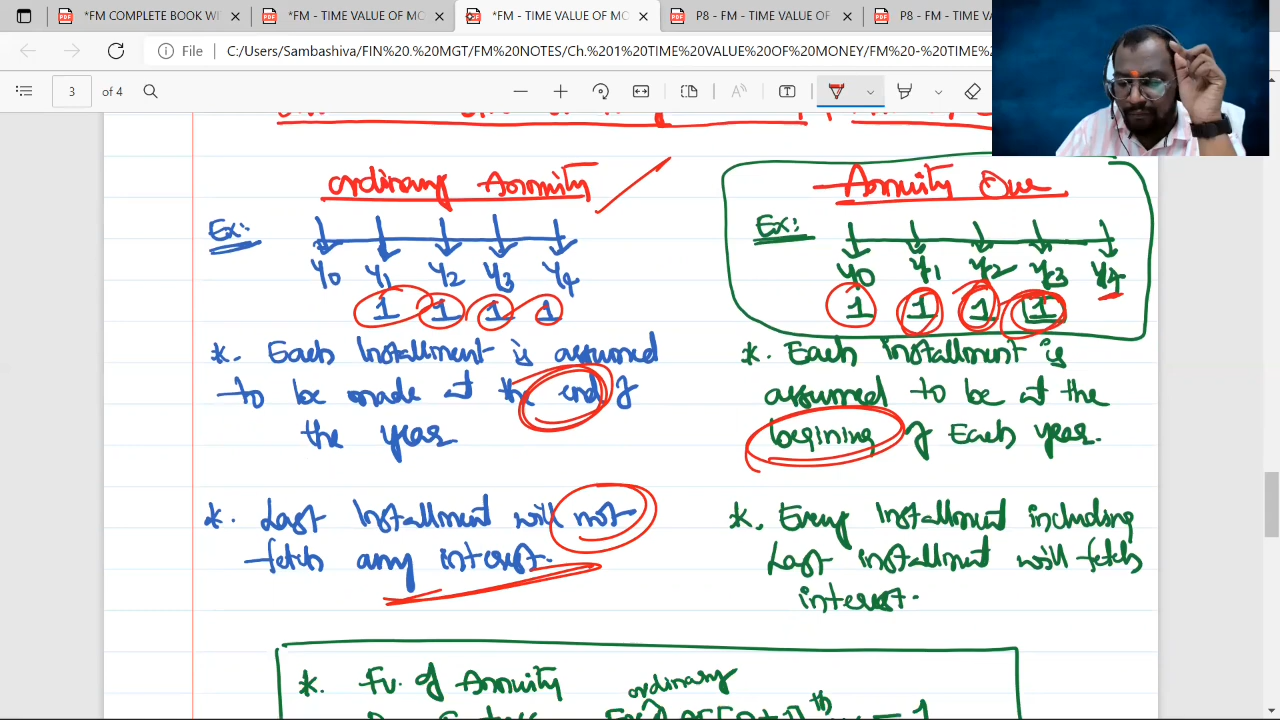 *FM COMPLETE BOOK WI
*FM - TIME VALUE OF MO
*FM - TIME VALUE OF MO
P8 - FM - TIME VALUE OF
P8 - FM - TIME V
File
C:/Users/Sambashiva/FIN%20.%20MGT/FM%20NOTES/Ch.%201%20TIME%20VALUE%20OF%20MONEY/FM%20-%20TIME%2
3 of 4
ordinary Annuity
Ex:-
Y0 Y1 Y2 Y3 Y4
1 1 1 1
*. Each Installment is assumed
to be made at the end of
the year
*. Last Installment will not
fetch any interest.
Annuity Due
Ex:
Y0 Y1 Y2 Y3 Y4
1 1 1 1
*. Each installment is
assumed to be at the
begining of Each year.
*. Every Installment including
Last installment will fetch
interest.
*. Fv. of Annuity ordinary